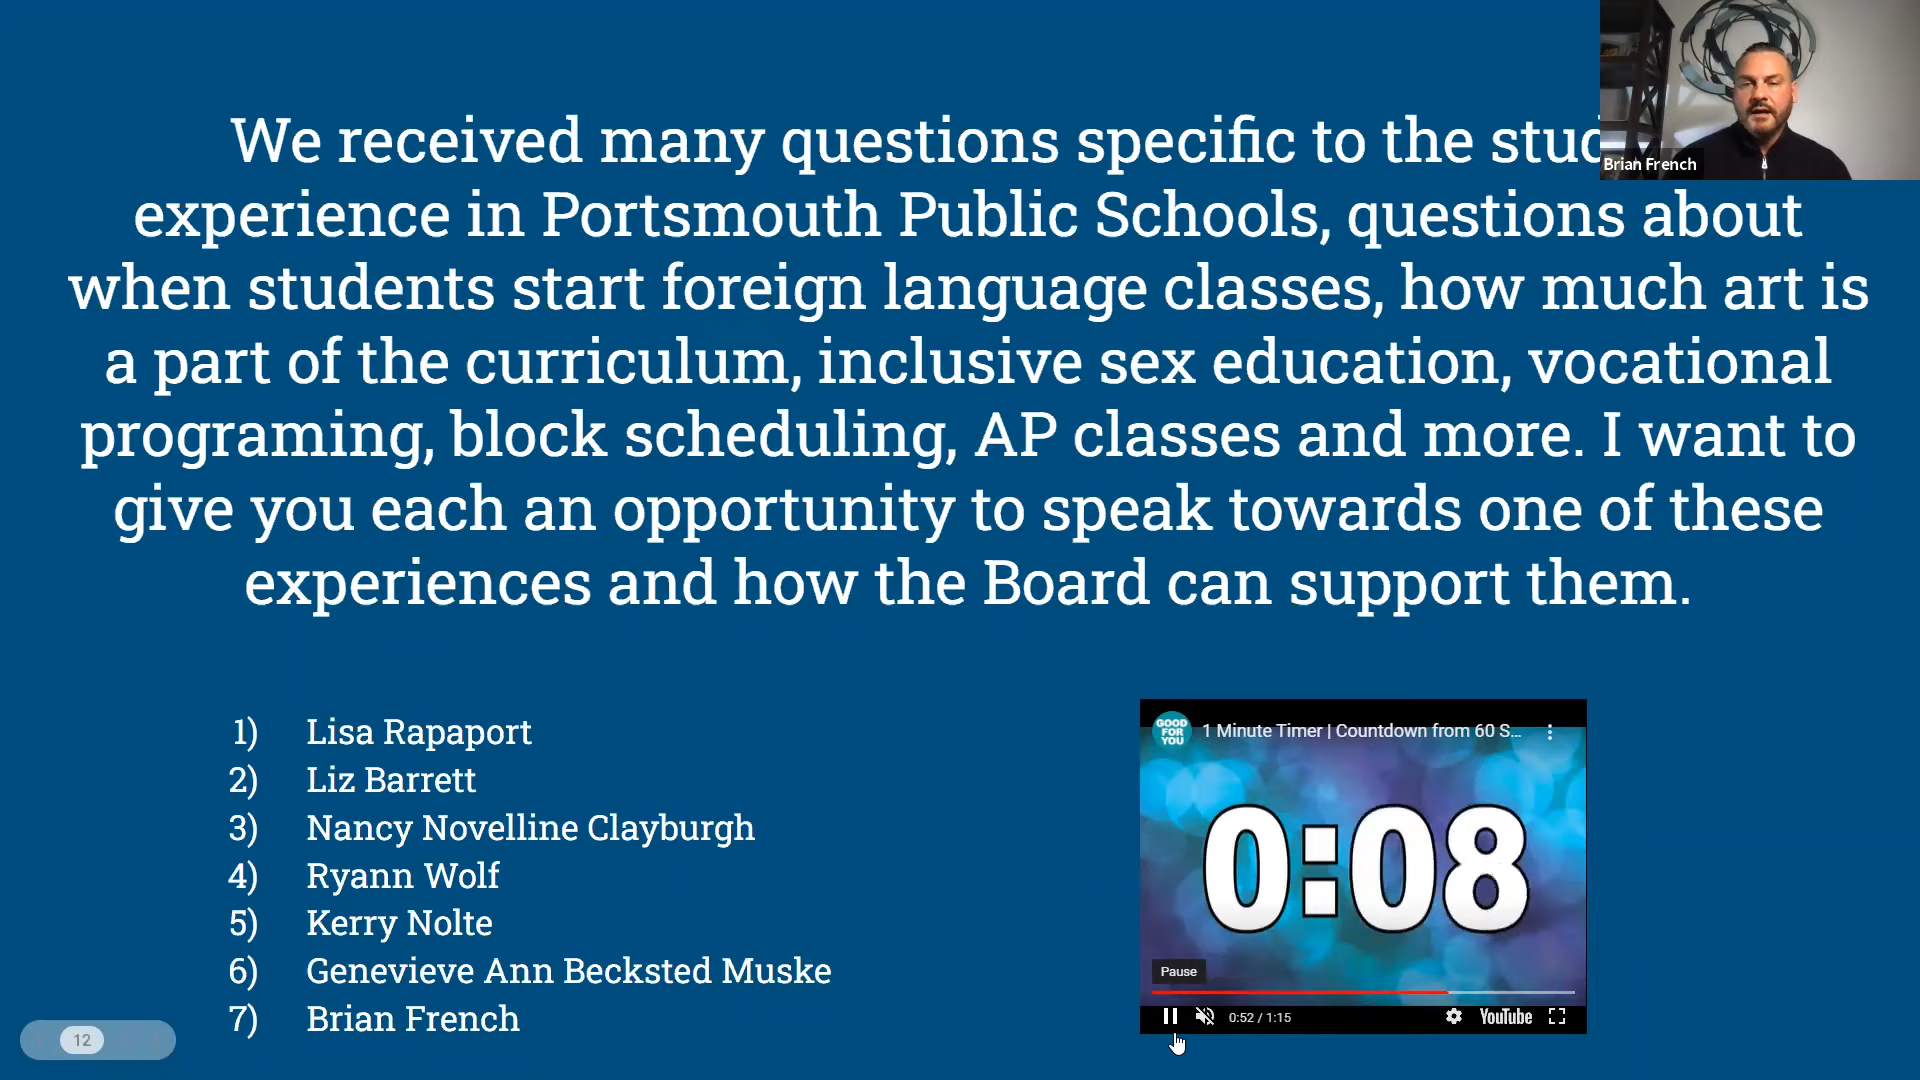 We received many questions specific to the stud
Brian French
experience in Portsmouth Public Schools, questions about
when students start foreign language classes, how much art is
a part of the curriculum, inclusive sex education, vocational
programing, block scheduling, AP classes and more. I want to
give you each an opportunity to speak towards one of these
experiences and how the Board can support them.
1) Lisa Rapaport
2) Liz Barrett
3) Nancy Novelline Clayburgh
4) Ryann Wolf
5) Kerry Nolte
6) Genevieve Ann Becksted Muske
7) Brian French
GOOD
FOR
YOU
1 Minute Timer | Countdown from 60 S...
0:08
Pause
0:52 / 1:15
YouTube
12